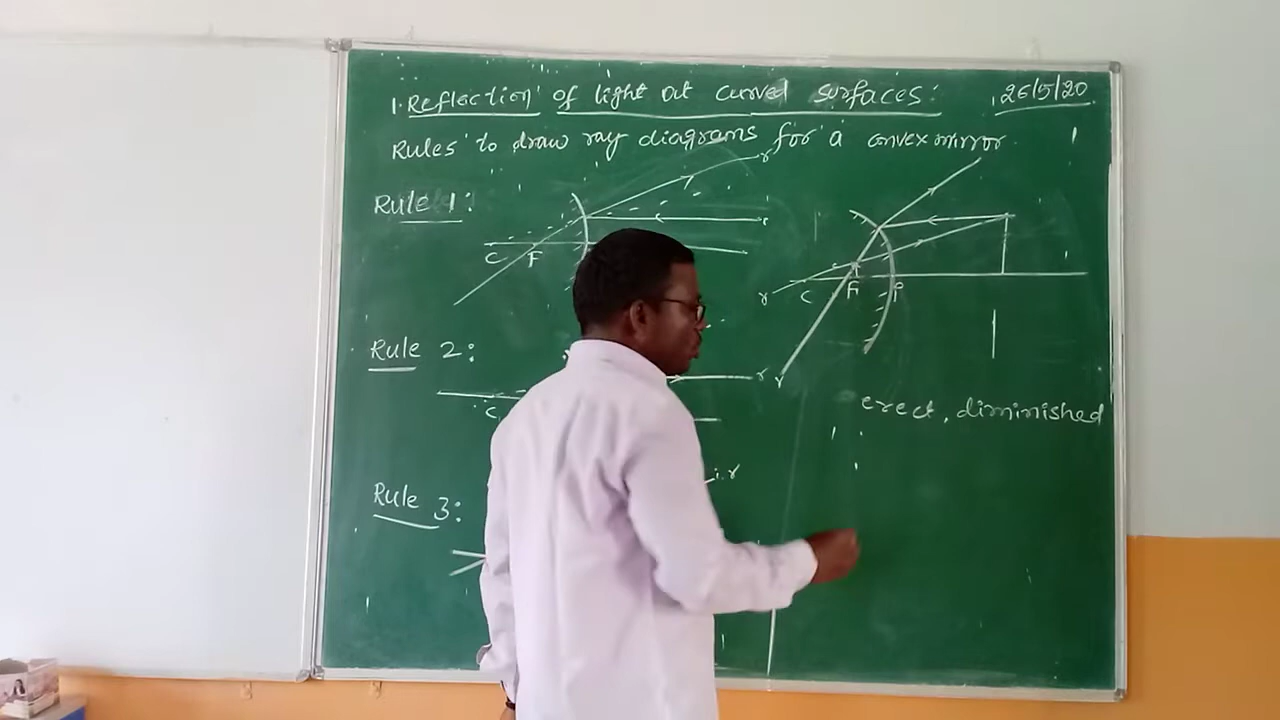 1. Reflection of light at curved surfaces: 26/5/20
Rules to draw ray diagrams for a convex mirror
Rule 1:
r
C F
Rule 2:
C
r
Rule 3:
i.r
C F P
r
r
erect, diminished